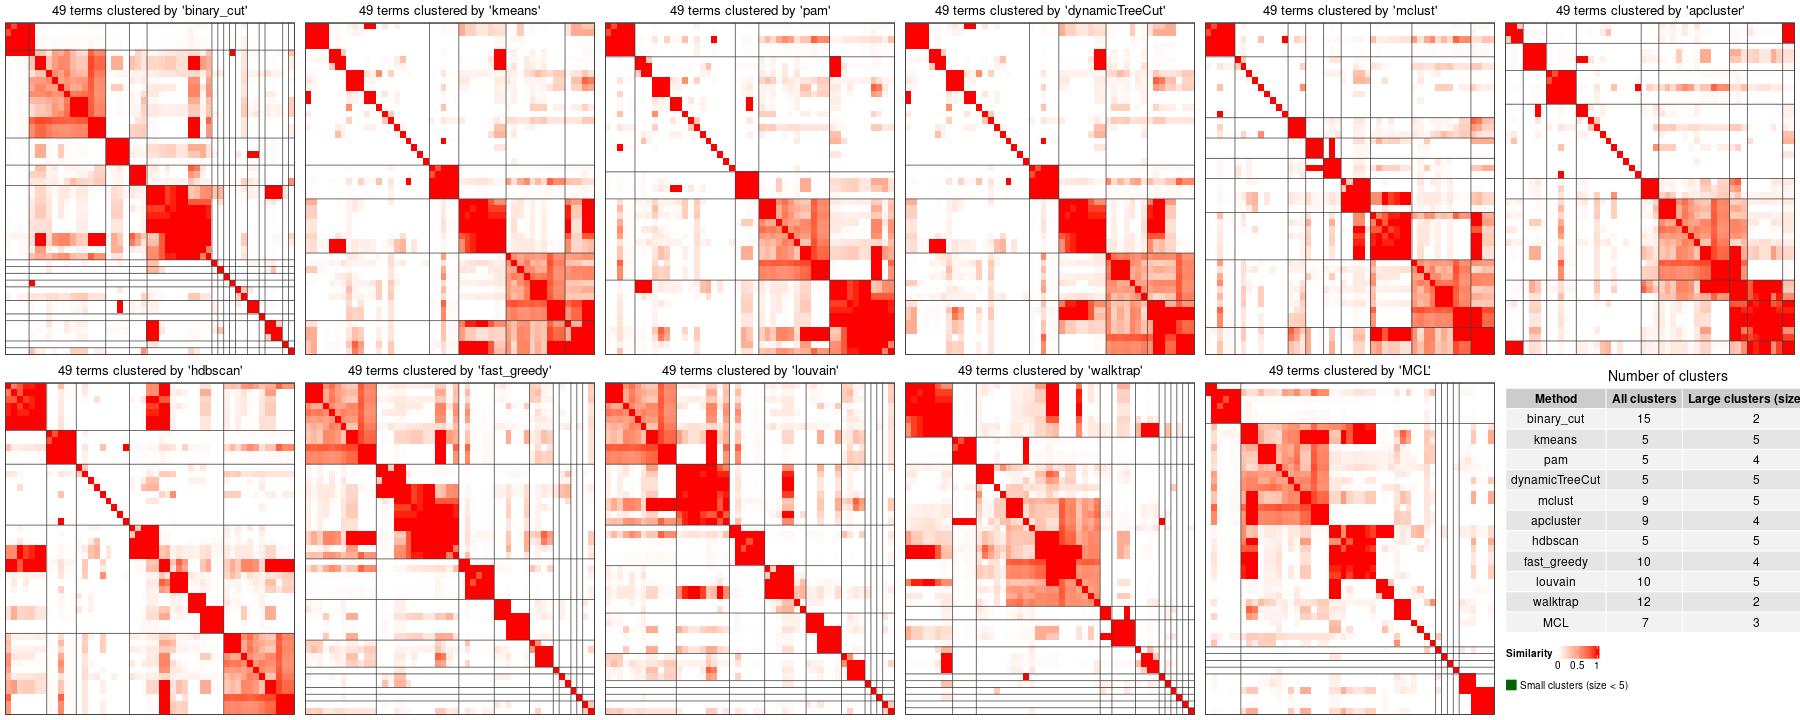 49 terms clustered by 'binary_cut'
49 terms clustered by 'kmeans'
49 terms clustered by 'pam'
49 terms clustered by 'dynamicTreeCut'
49 terms clustered by 'mclust'
49 terms clustered by 'apcluster'
49 terms clustered by 'hdbscan'
49 terms clustered by 'fast_greedy'
49 terms clustered by 'louvain'
49 terms clustered by 'walktrap'
49 terms clustered by 'MCL'
Number of clusters
Method All clusters Large clusters (size
binary_cut 15 2
kmeans 5 5
pam 5 4
dynamicTreeCut 5 5
mclust 9 5
apcluster 9 4
hdbscan 5 5
fast_greedy 10 4
louvain 10 5
walktrap 12 2
MCL 7 3
Similarity
0 0.5 1
Small clusters (size < 5)